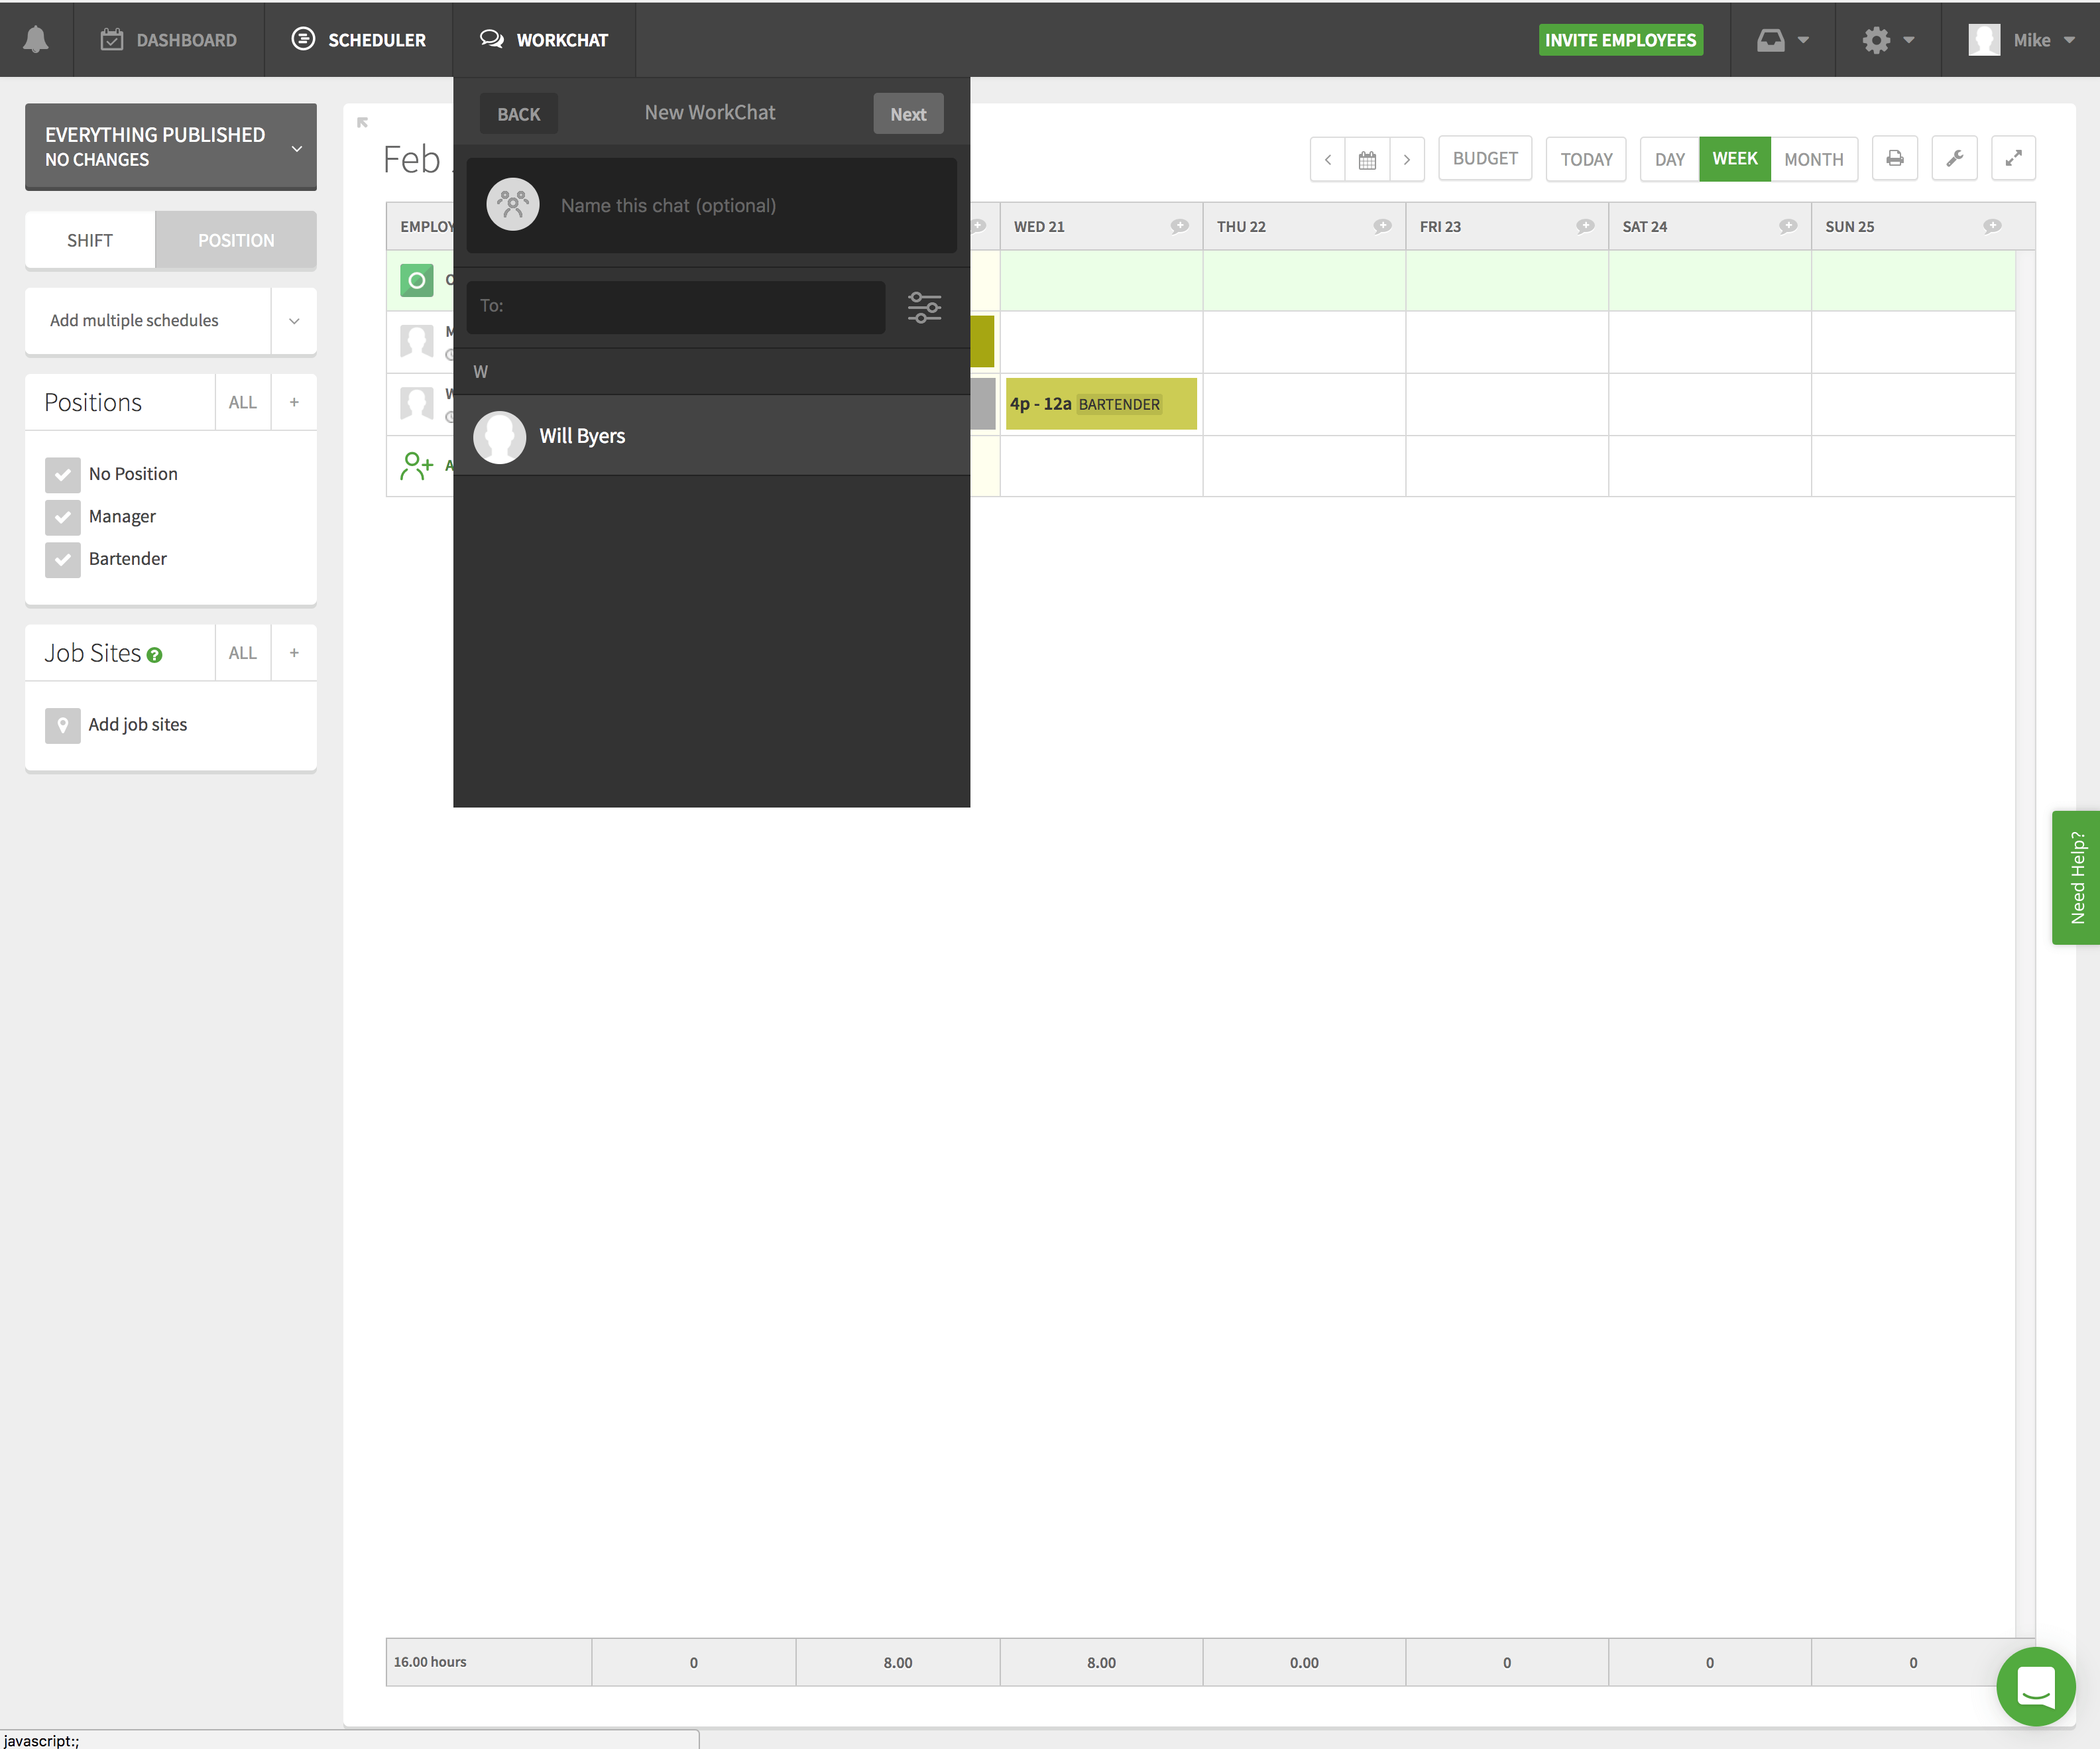 DASHBOARD
SCHEDULER
WORKCHAT
INVITE EMPLOYEES
Mike
EVERYTHING PUBLISHED
NO CHANGES
SHIFT
POSITION
Add multiple schedules
Positions
ALL
+
No Position
Manager
Bartender
Job Sites
?
ALL
+
Add job sites
BACK
New WorkChat
Next
Name this chat (optional)
To:
W
Will Byers
Feb
BUDGET
TODAY
DAY
WEEK
MONTH
WED 21
THU 22
FRI 23
SAT 24
SUN 25
4p - 12a BARTENDER
16.00 hours
0
8.00
8.00
0.00
0
0
0
Need Help?
javascript:;